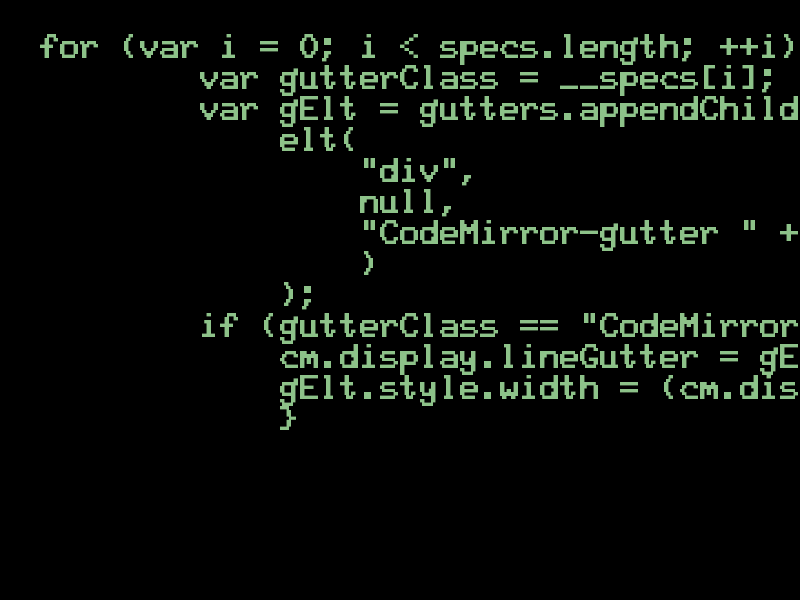 for (var i = 0; i < specs.length; ++i)
var gutterClass = __specs[i];
var gElt = gutters.appendChild
elt(
"div",
null,
"CodeMirror-gutter " +
)
);
if (gutterClass == "CodeMirror
cm.display.lineGutter = gE
gElt.style.width = (cm.dis
}